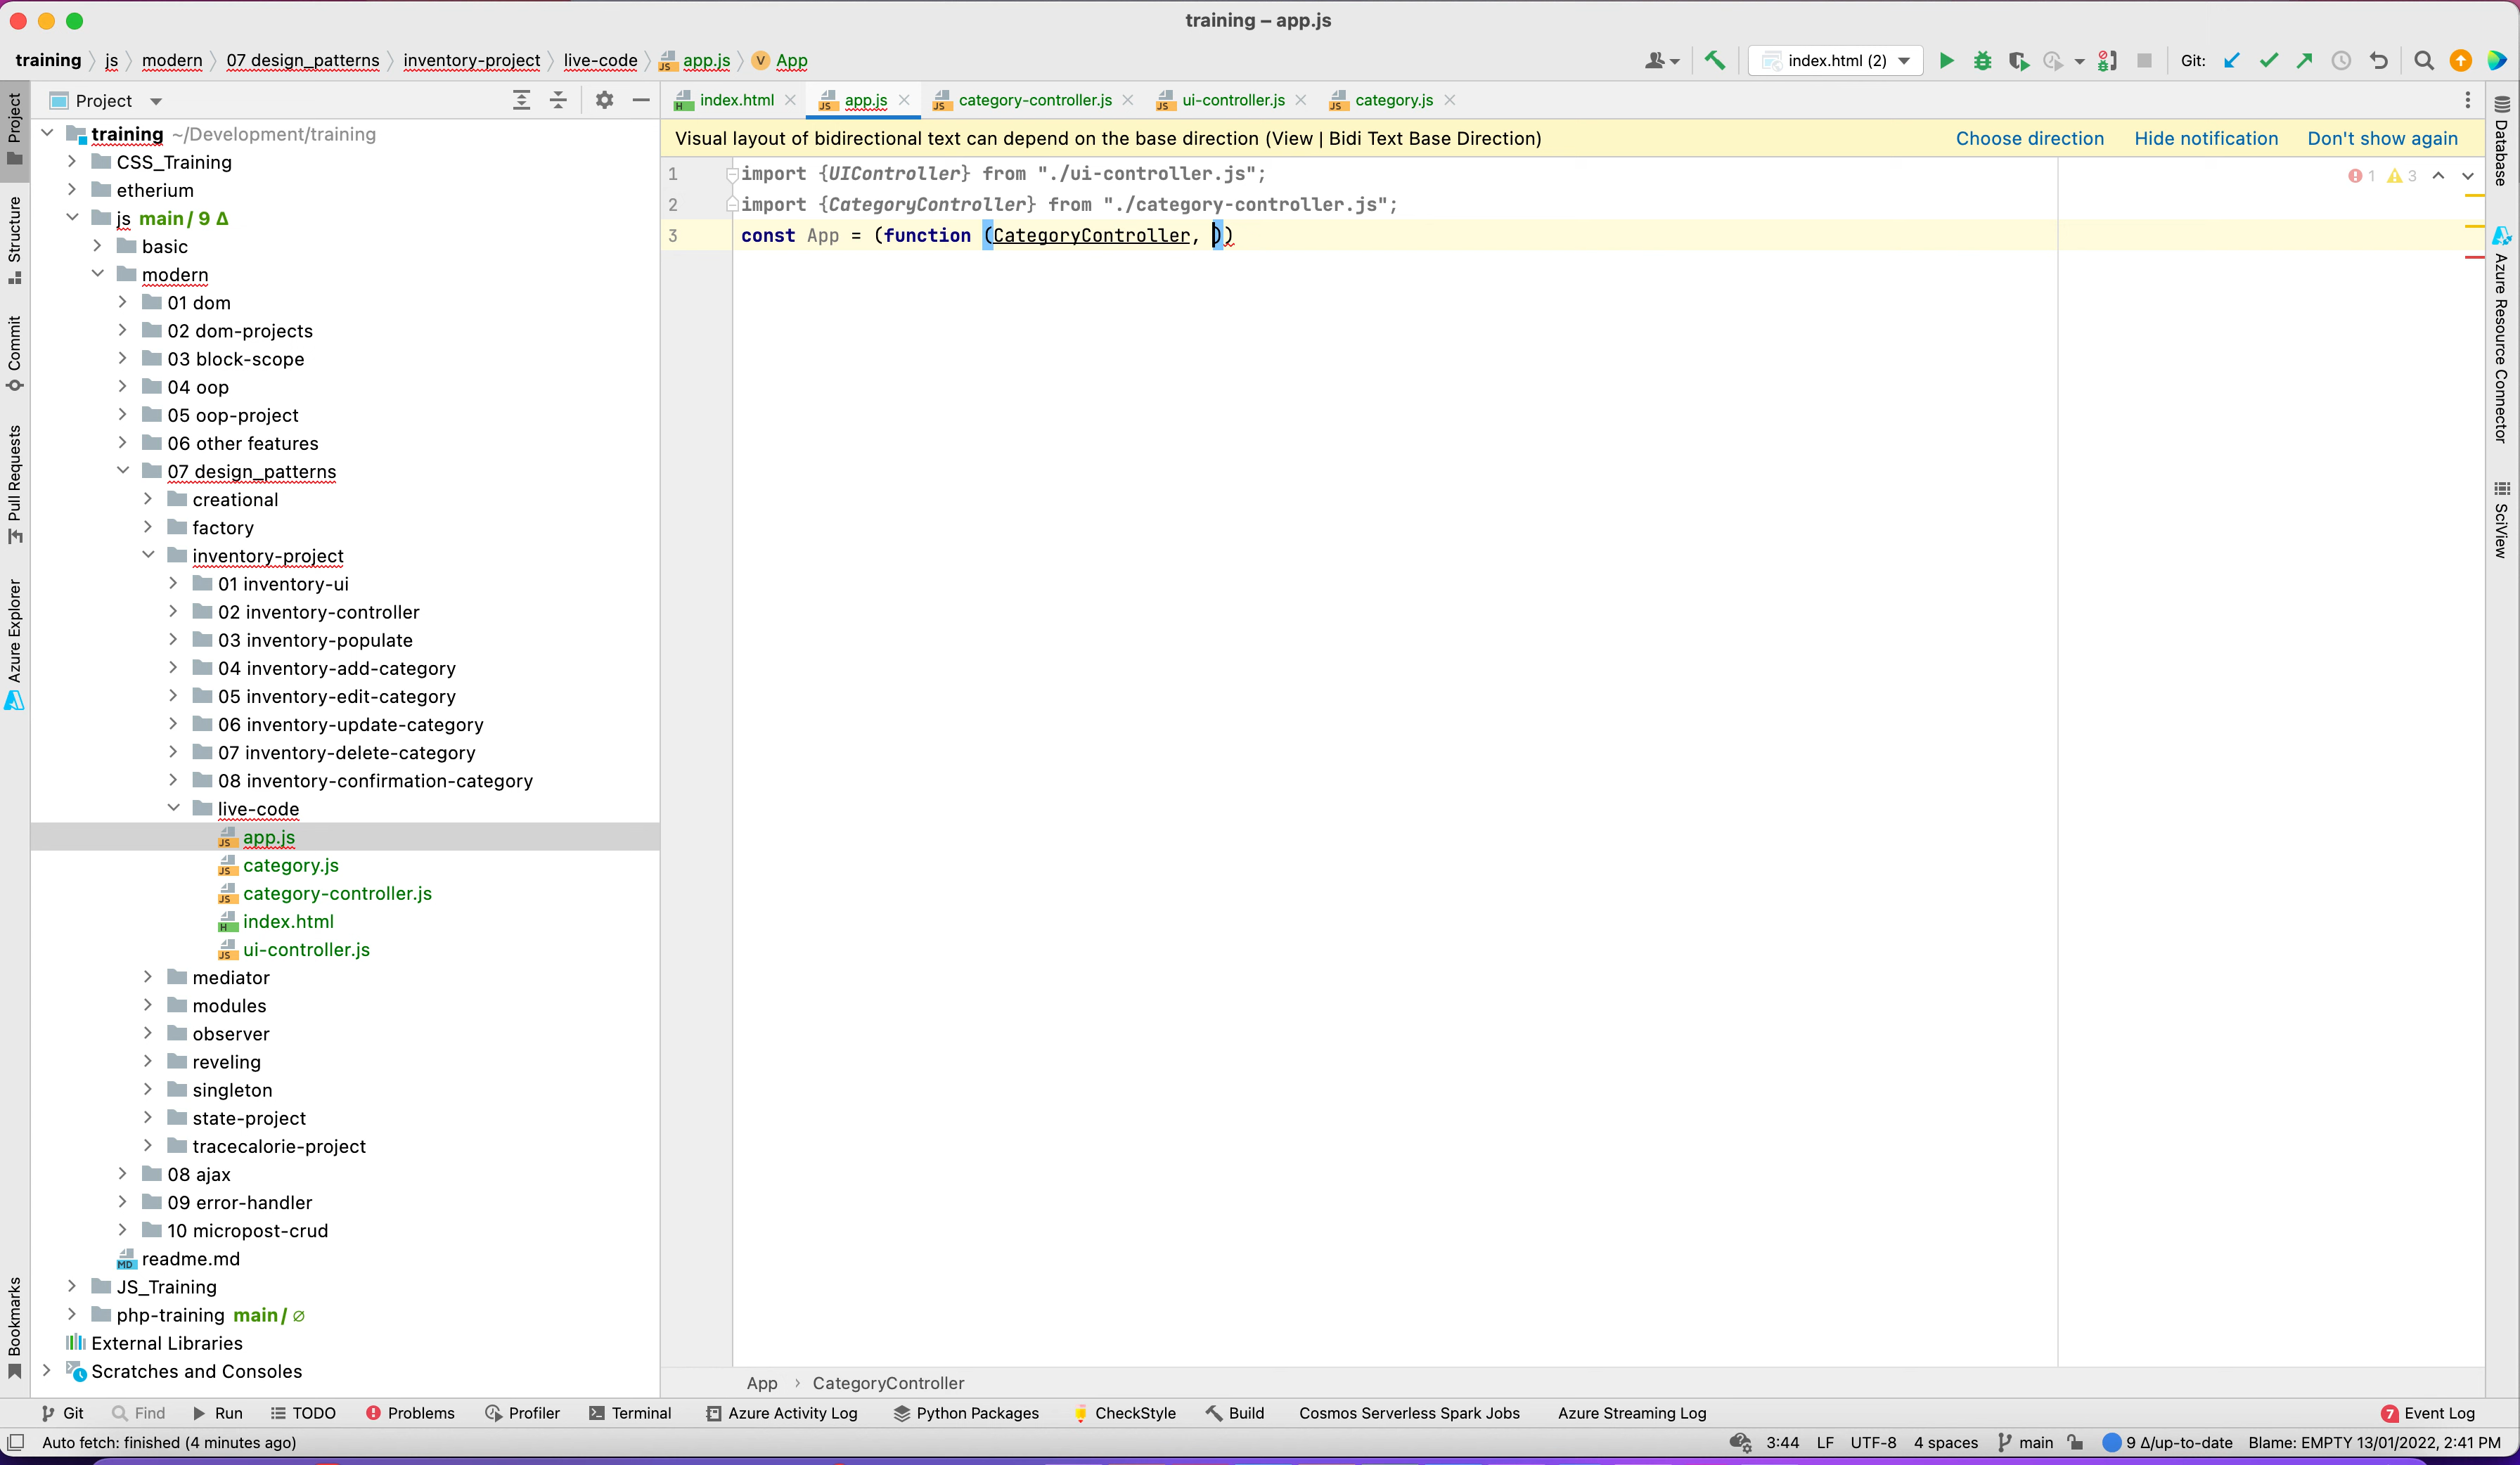 training – app.js
training js modern 07 design_patterns inventory-project live-code app.js App
index.html (2) Git:
Project
index.html app.js category-controller.js ui-controller.js category.js
Visual layout of bidirectional text can depend on the base direction (View | Bidi Text Base Direction) Choose direction Hide notification Don't show again
1 import {UIController} from "./ui-controller.js";
2 import {CategoryController} from "./category-controller.js";
3 const App = (function (CategoryController, ))
1 3
training ~/Development/training
CSS_Training
etherium
js main / 9 Δ
basic
modern
01 dom
02 dom-projects
03 block-scope
04 oop
05 oop-project
06 other features
07 design_patterns
creational
factory
inventory-project
01 inventory-ui
02 inventory-controller
03 inventory-populate
04 inventory-add-category
05 inventory-edit-category
06 inventory-update-category
07 inventory-delete-category
08 inventory-confirmation-category
live-code
app.js
category.js
category-controller.js
index.html
ui-controller.js
mediator
modules
observer
reveling
singleton
state-project
tracecalorie-project
08 ajax
09 error-handler
10 micropost-crud
readme.md
JS_Training
php-training main / ∅
External Libraries
Scratches and Consoles
Project
Structure
Commit
Pull Requests
Azure Explorer
Bookmarks
Database
Azure Resource Connector
SciView
App CategoryController
Git Find Run TODO Problems Profiler Terminal Azure Activity Log Python Packages CheckStyle Build Cosmos Serverless Spark Jobs Azure Streaming Log 7 Event Log
Auto fetch: finished (4 minutes ago) 3:44 LF UTF-8 4 spaces main 9 Δ/up-to-date Blame: EMPTY 13/01/2022, 2:41 PM